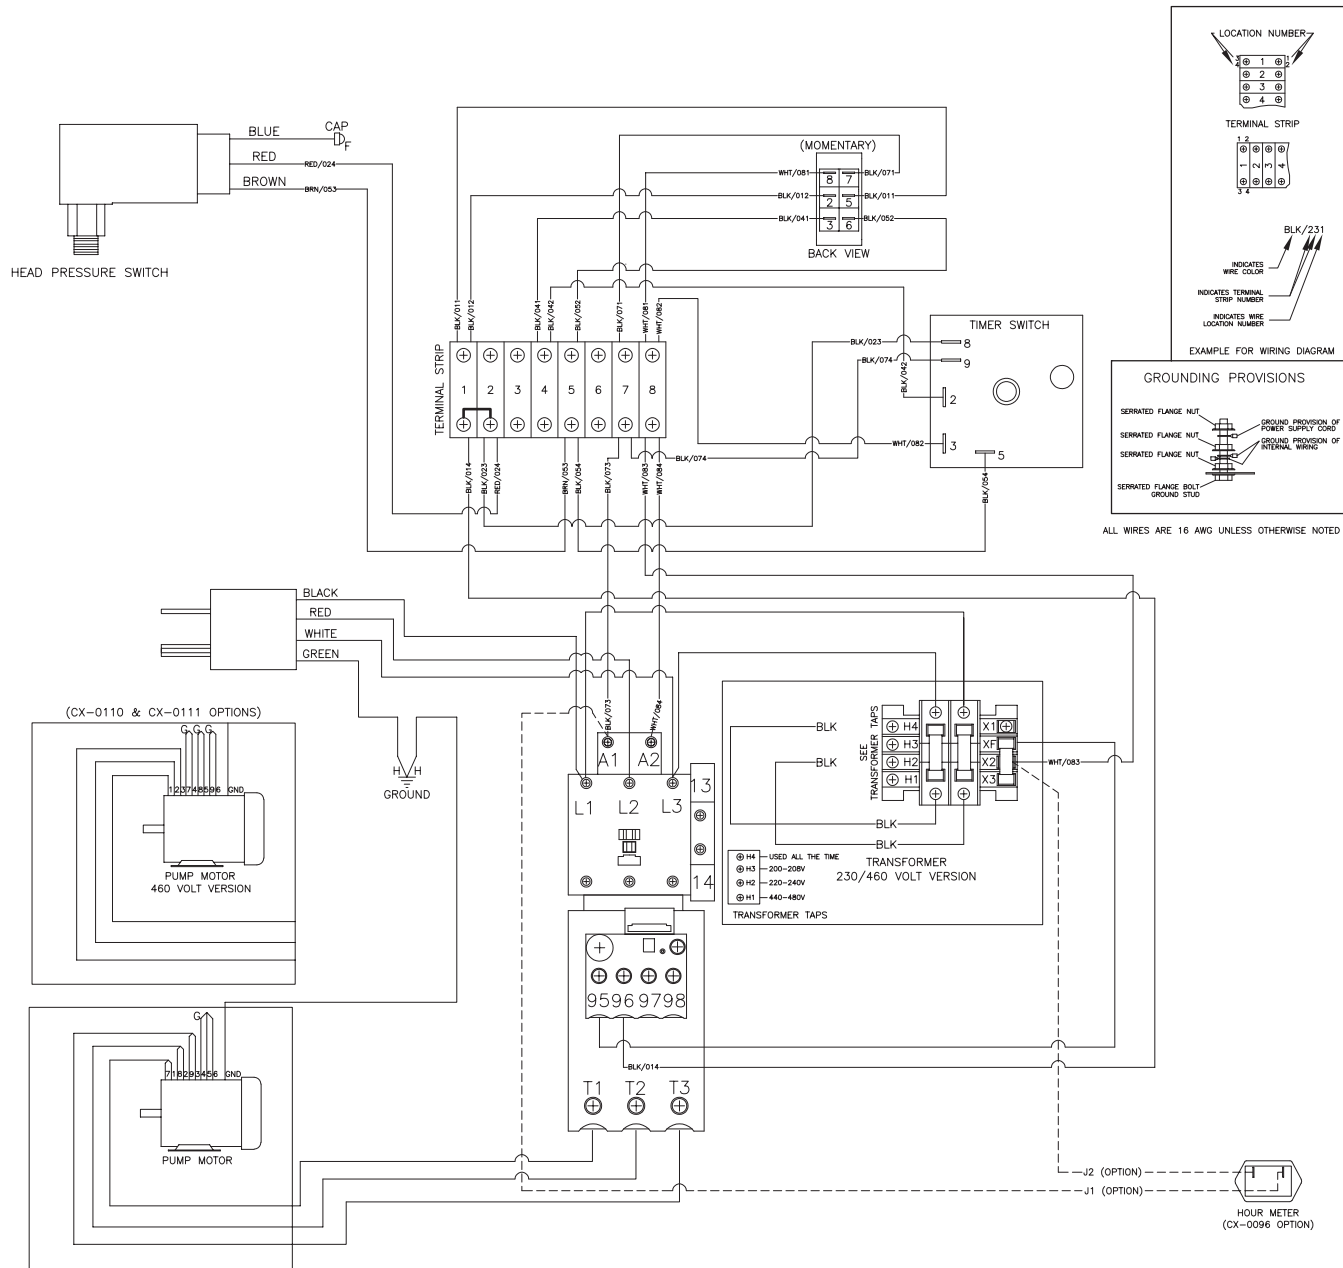 LOCATION NUMBER
3 1 1
4 2
2
3
4
TERMINAL STRIP
1 2
1 2 3 4
3 4
BLK/231
INDICATES
WIRE COLOR
INDICATES TERMINAL
STRIP NUMBER
INDICATES WIRE
LOCATION NUMBER
EXAMPLE FOR WIRING DIAGRAM
GROUNDING PROVISIONS
SERRATED FLANGE NUT
GROUND PROVISION OF
POWER SUPPLY CORD
SERRATED FLANGE NUT
GROUND PROVISION OF
INTERNAL WIRING
SERRATED FLANGE NUT
SERRATED FLANGE BOLT
GROUND STUD
ALL WIRES ARE 16 AWG UNLESS OTHERWISE NOTED
BLUE
CAP
F
RED
RED/024
BROWN
BRN/053
HEAD PRESSURE SWITCH
(MOMENTARY)
WHT/081
8 7
BLK/071
BLK/012
2 5
BLK/011
BLK/041
3 6
BLK/052
BACK VIEW
BLK/011
BLK/012
BLK/041
BLK/042
BLK/052
BLK/071
WHT/081
WHT/082
TERMINAL STRIP
1 2 3 4 5 6 7 8
BLK/014
BLK/023
RED/024
BRN/053
BLK/054
BLK/073
WHT/083
WHT/084
BLK/074
TIMER SWITCH
BLK/023
8
BLK/074
9
BLK/042
2
WHT/082
3
5
BLK/054
BLACK
RED
WHITE
GREEN
H H
GROUND
(CX-0110 & CX-0111 OPTIONS)
G G G
1 2 3 7 4 8 5 9 6 GND
PUMP MOTOR
460 VOLT VERSION
G
7 1 8 2 9 3 4 5 6 GND
PUMP MOTOR
BLK/073
WHT/084
A1 A2
L1 L2 L3
13
14
95 96 97 98
BLK/014
T1 T2 T3
BLK
BLK
SEE
TRANSFORMER TAPS
H4 X1
H3 XF
H2 X2
H1 X3
WHT/083
BLK
BLK
TRANSFORMER
230/460 VOLT VERSION
H4 USED ALL THE TIME
H3 200-208V
H2 220-240V
H1 440-480V
TRANSFORMER TAPS
J2 (OPTION)
J1 (OPTION)
HOUR METER
(CX-0096 OPTION)